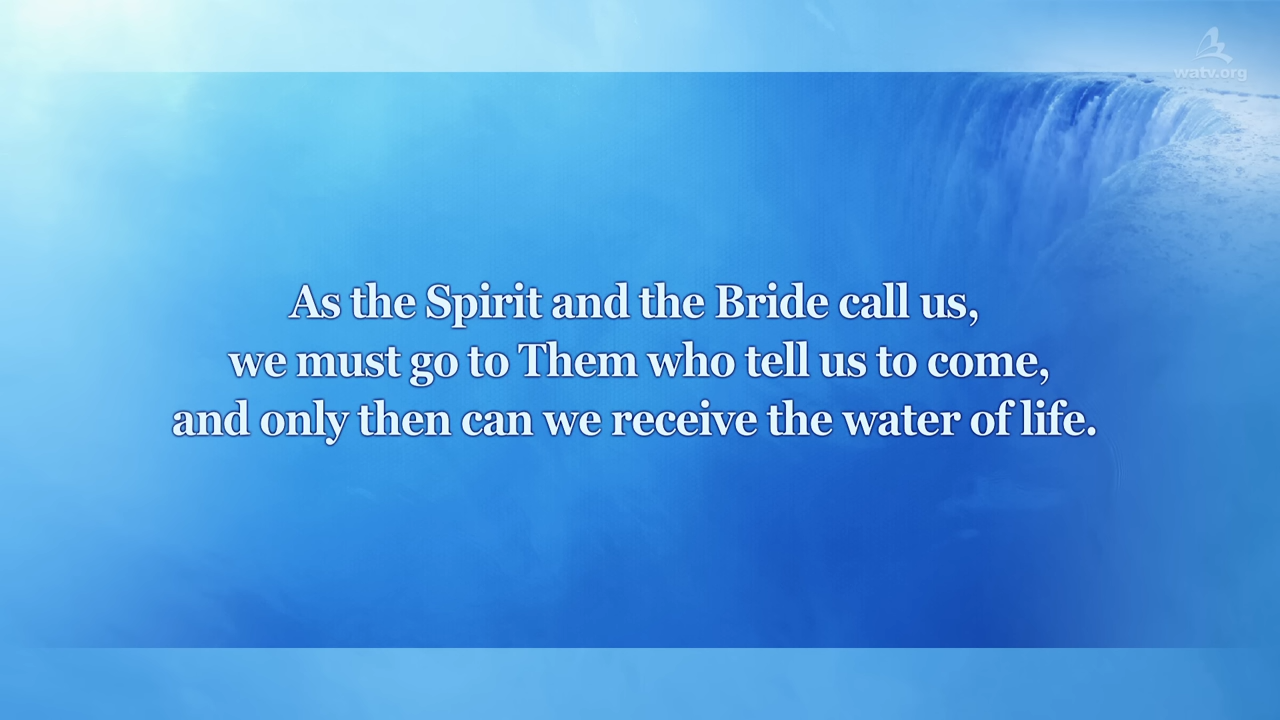 watv.org
As the Spirit and the Bride call us,
we must go to Them who tell us to come,
and only then can we receive the water of life.